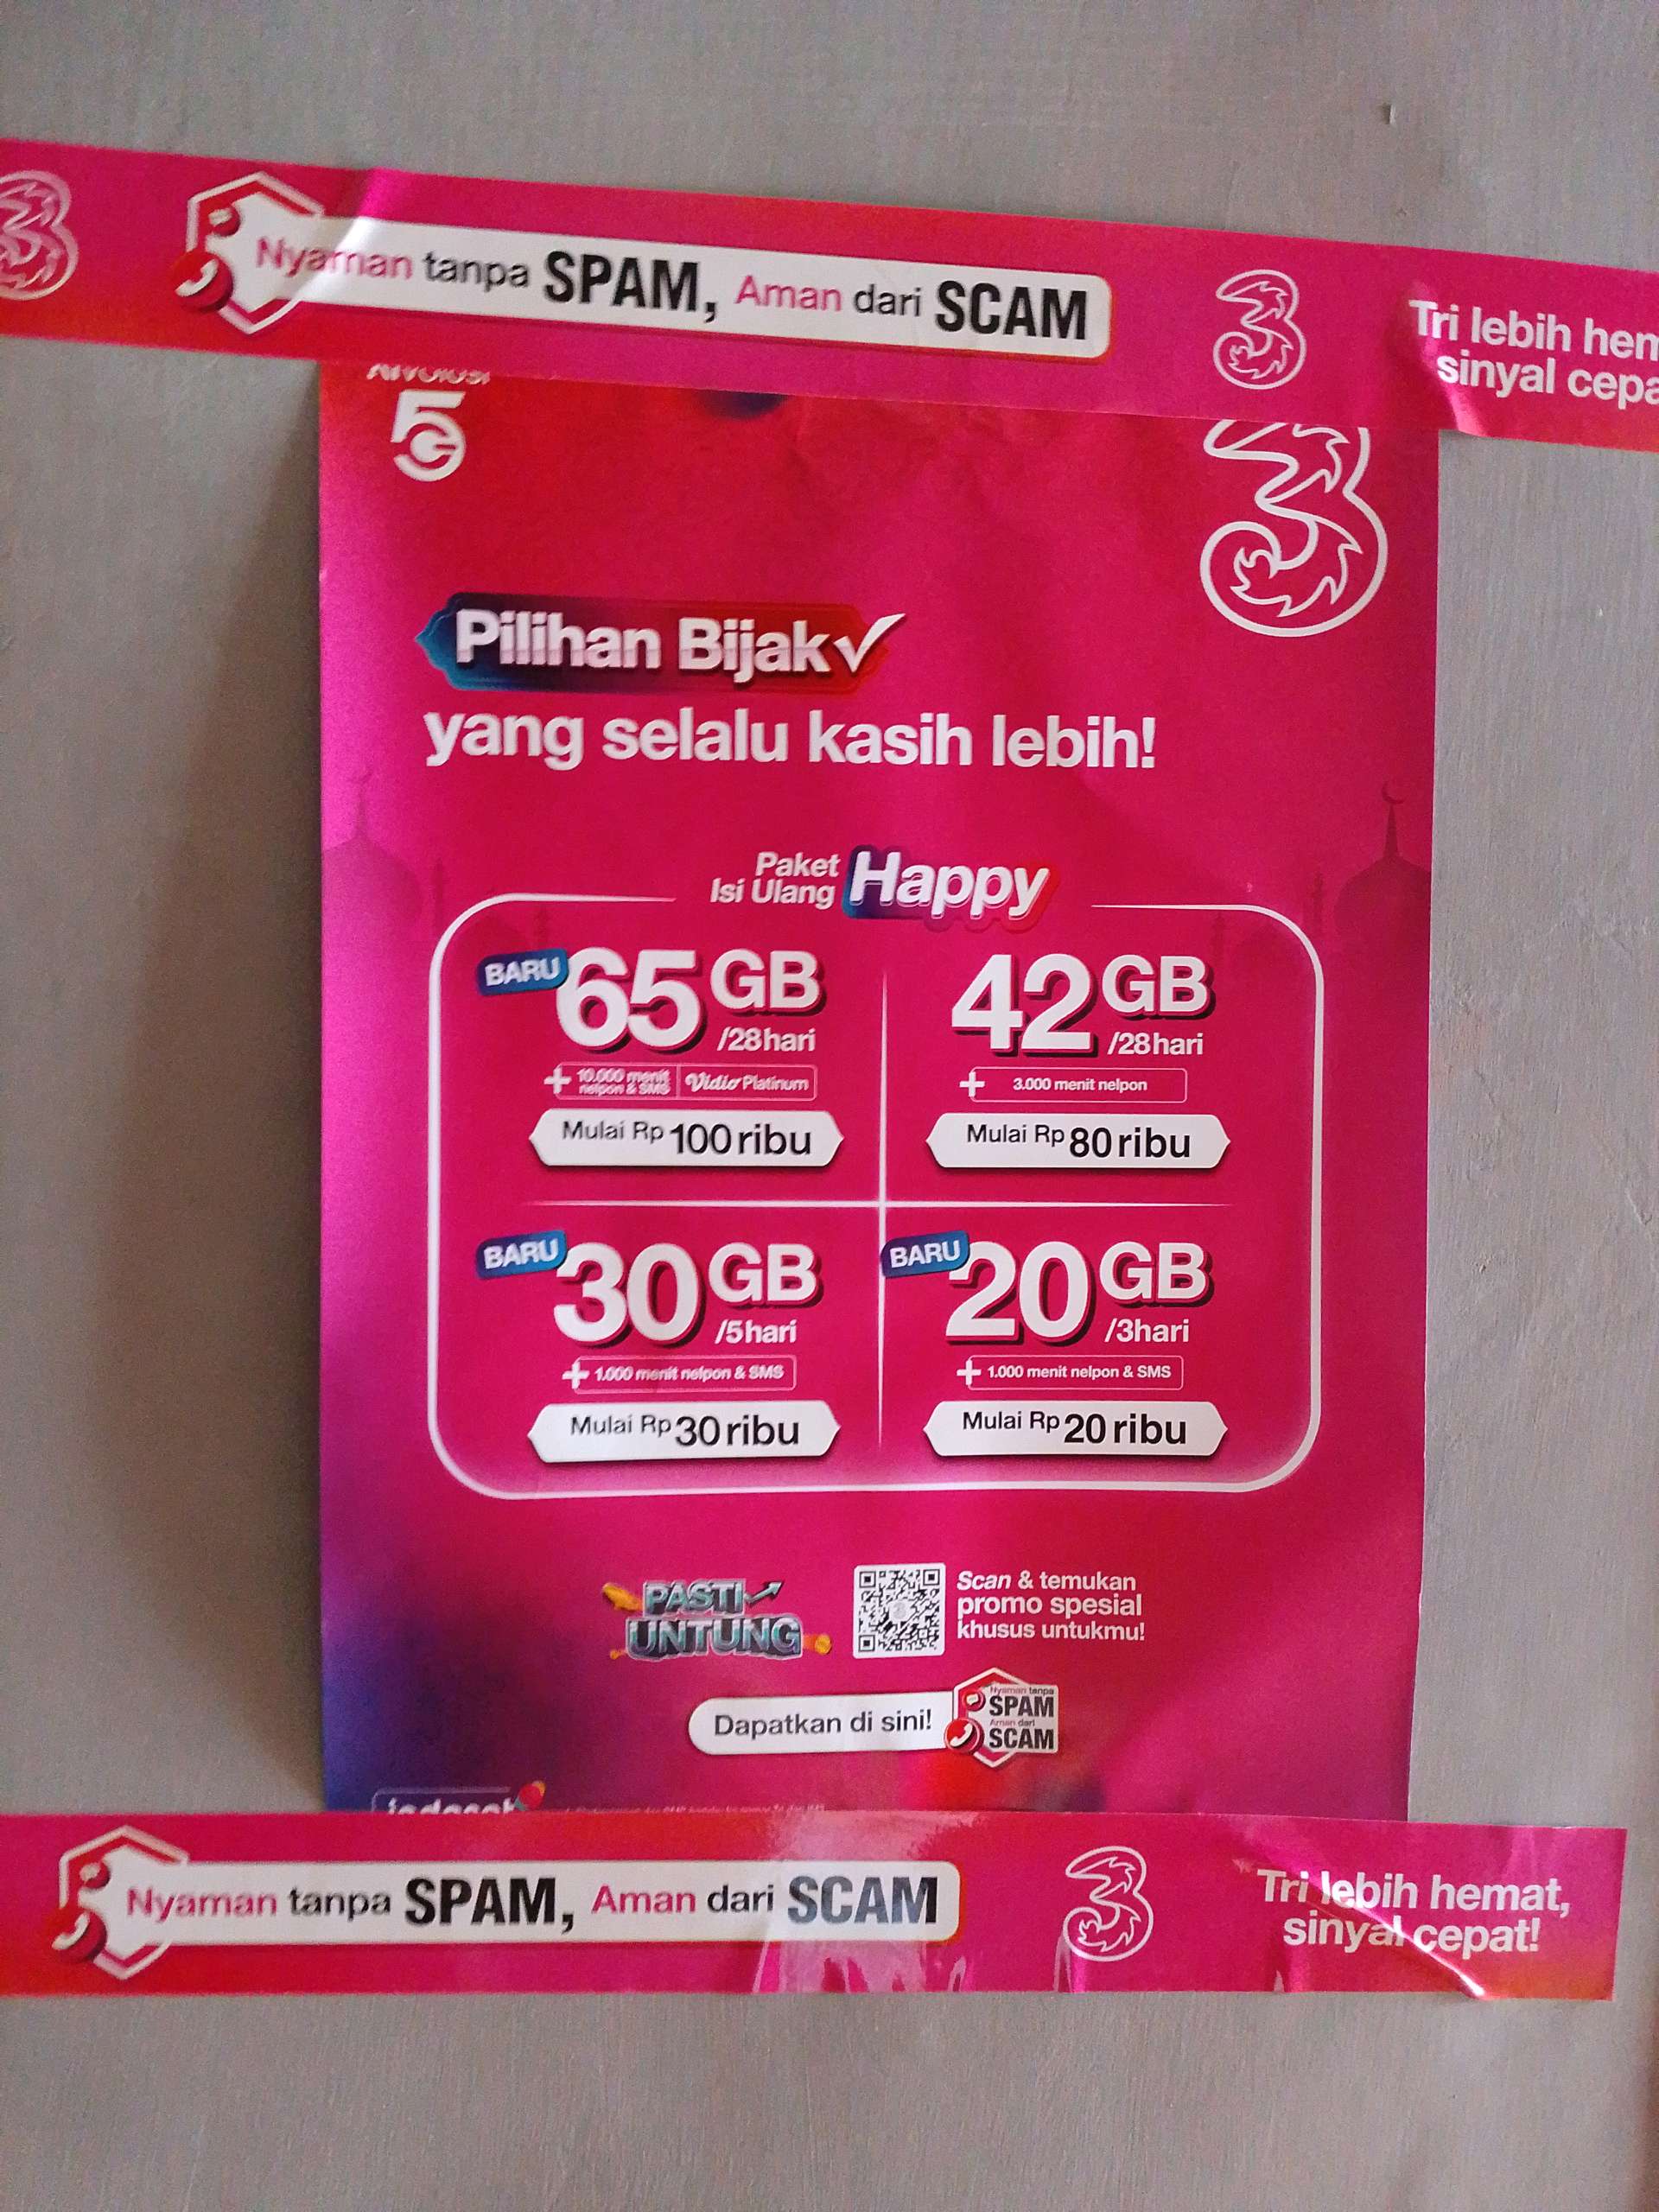 3
Nyaman tanpa SPAM, Aman dari SCAM
3
Tri lebih
sinyal
5G
3
Pilihan Bijak
yang selalu kasih lebih!
Paket
Isi Ulang Happy
BARU
65 GB
/28hari
+ 10.000 menit
nelpon & SMS
Vidio Platinum
Mulai Rp 100 ribu
42 GB
/28hari
+ 3.000 menit nelpon
Mulai Rp 80 ribu
BARU
30 GB
/5hari
+ 1.000 menit nelpon & SMS
Mulai Rp 30 ribu
BARU
20 GB
/3hari
+ 1.000 menit nelpon & SMS
Mulai Rp 20 ribu
PASTI
UNTUNG
Scan & temukan
promo spesial
khusus untukmu!
Dapatkan di sini!
Nyaman tanpa
SPAM
Aman dari
SCAM
Nyaman tanpa SPAM, Aman dari SCAM
3
Tri lebih hemat,
sinyal cepat!